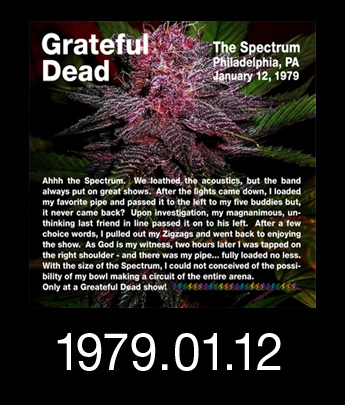 Grateful
Dead
The Spectrum
Philadelphia, PA
January 12, 1979
Ahhh the Spectrum. We loathed the acoustics, but the band
always put on great shows. After the lights came down, I loaded
my favorite pipe and passed it to the left to my five buddies but,
it never came back? Upon investigation, my magnanimous, un-
thinking last friend in line passed it on to his left. After a few
choice words, I pulled out my Zigzags and went back to enjoying
the show. As God is my witness, two hours later I was tapped on
the right shoulder - and there was my pipe... fully loaded no less.
With the size of the Spectrum, I could not conceived of the possi-
bility of my bowl making a circuit of the entire arena.
Only at a Greateful Dead show!
1979.01.12